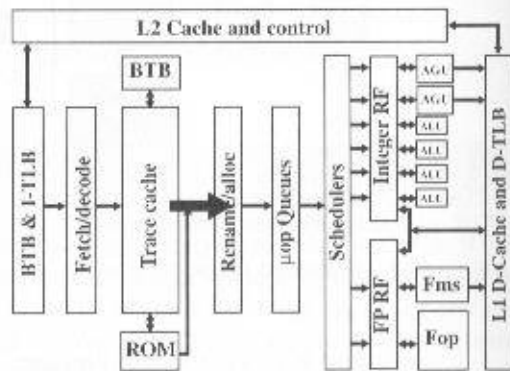 L2 Cache and control
BTB
BTB & I-TLB
Fetch/decode
Trace cache
ROM
Rename/alloc
µop Queues
Schedulers
Integer RF
FP RF
AGU
AGU
ALU
ALU
ALU
ALU
Fms
Fop
L1 D-Cache and D-TLB